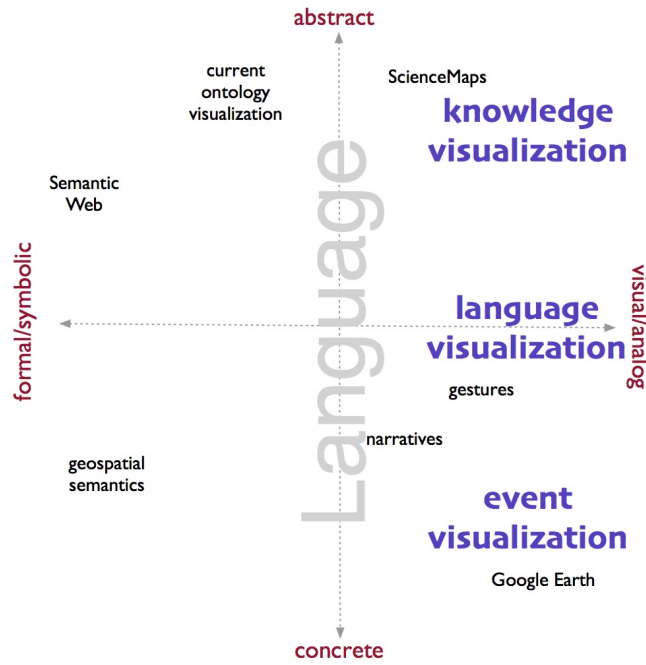 abstract
current
ontology
visualization
ScienceMaps
knowledge
visualization
Semantic
Web
Language
formal/symbolic
visual/analog
language
visualization
gestures
narratives
geospatial
semantics
event
visualization
Google Earth
concrete